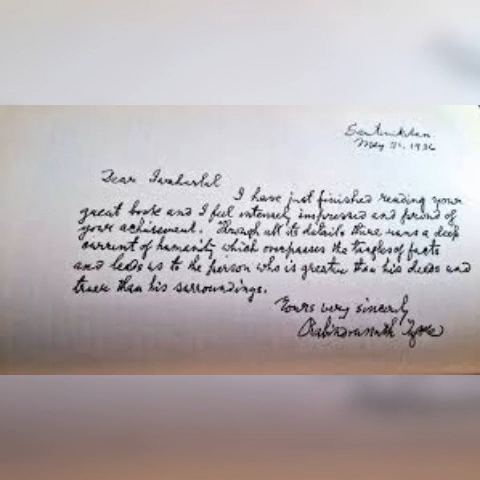 Santiniketan
May 31, 1936
Dear Jawaharlal
I have just finished reading your
great book and I feel intensely impressed and proud of
your achievement. Through all its details there runs a deep
current of humanity which overpasses the tangles of facts
and leads us to the person who is greater than his deeds and
truer than his surroundings.
Yours very sincerely
Rabindranath Tagore